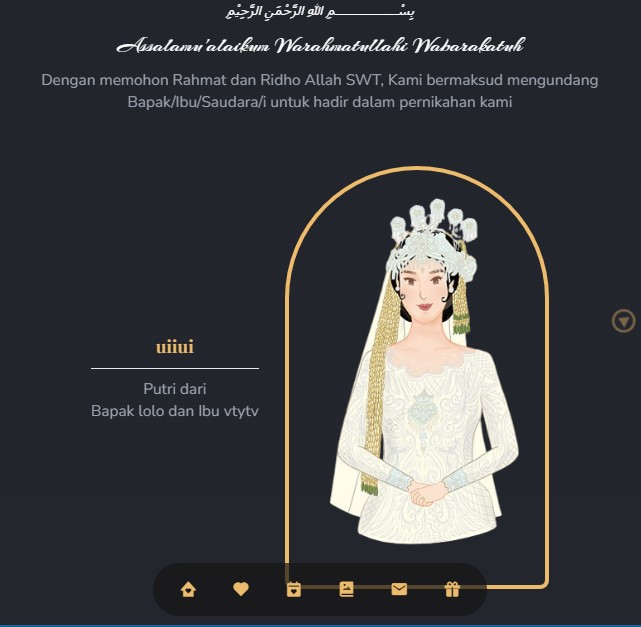 بِسْــــــــــــــــــمِ اللهِ الرَّحْمَنِ الرَّحِيْمِ
Assalamu'alaikum Warahmatullahi Wabarakatuh
Dengan memohon Rahmat dan Ridho Allah SWT, Kami bermaksud mengundang
Bapak/Ibu/Saudara/i untuk hadir dalam pernikahan kami
uiiui
Putri dari
Bapak lolo dan Ibu vtytv